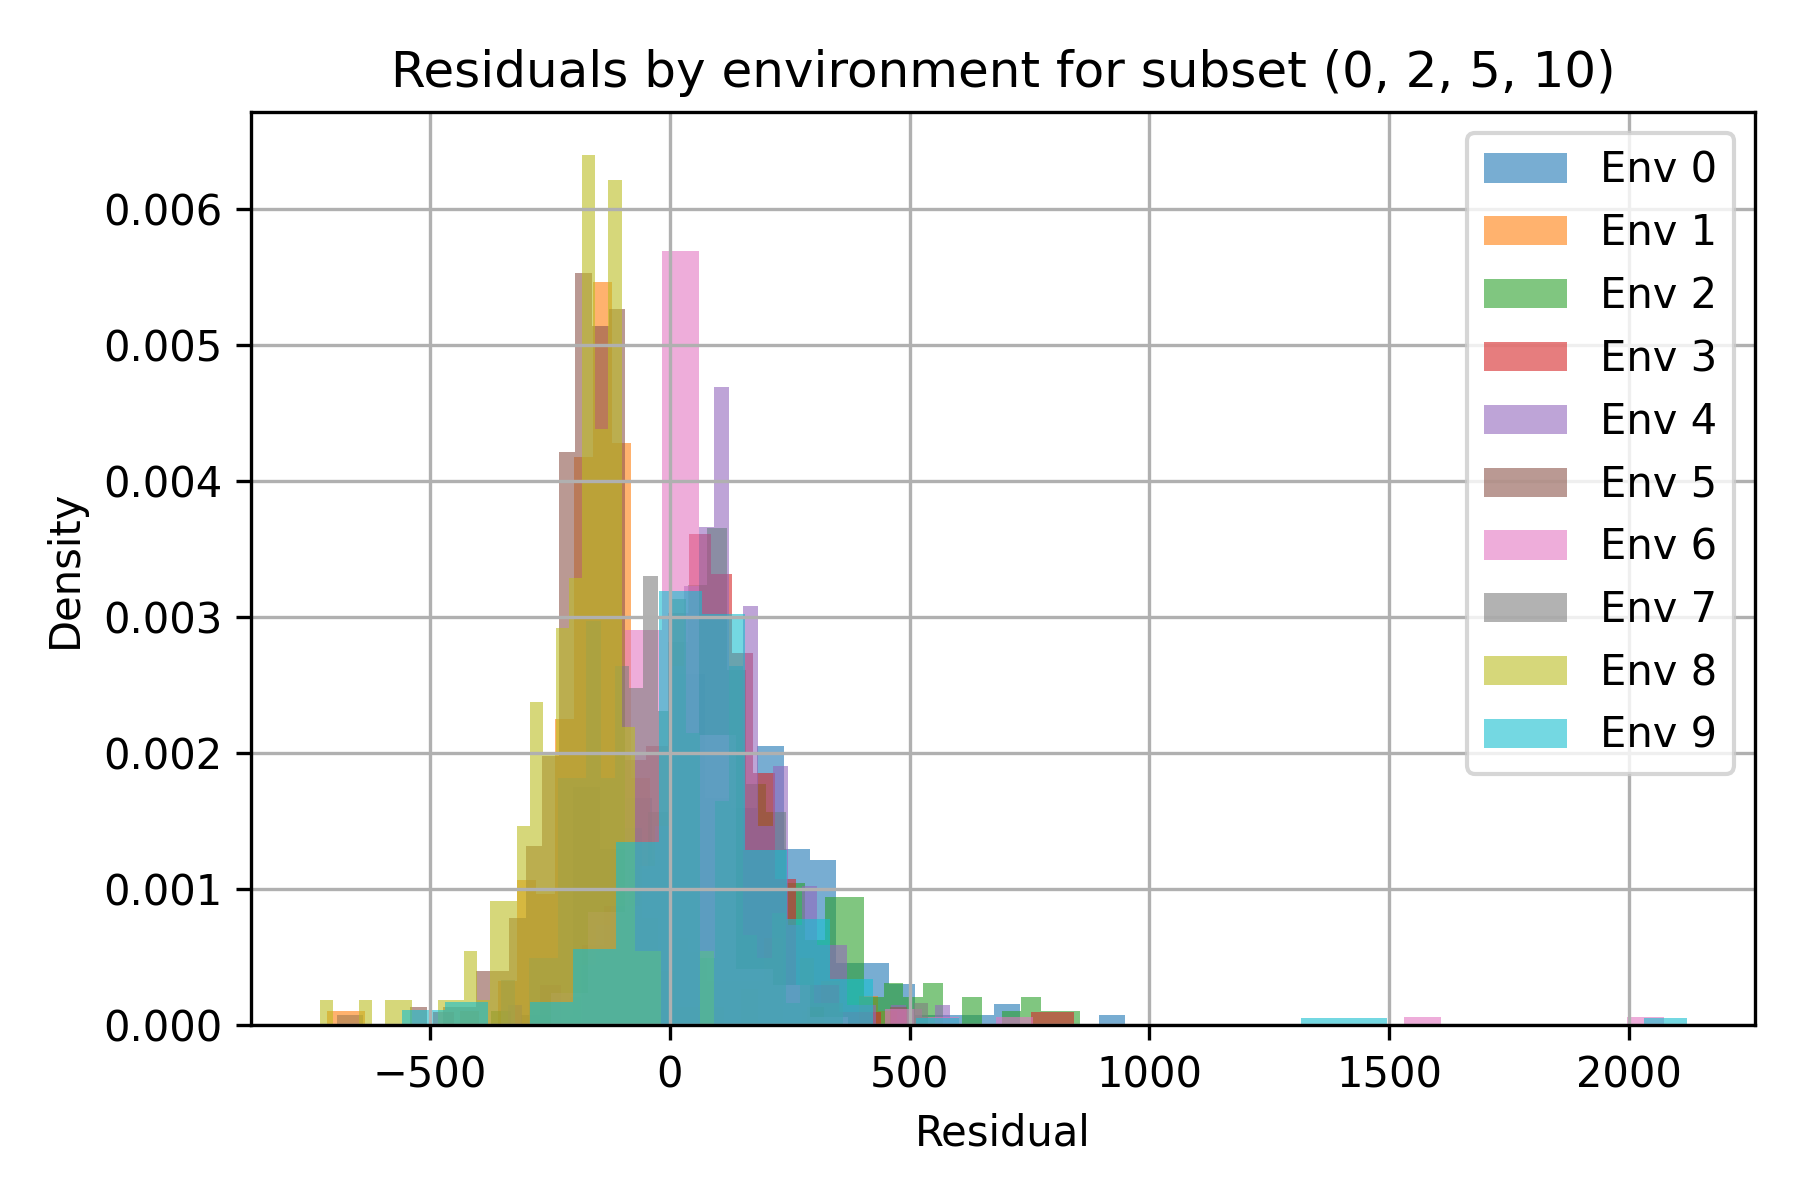 Residuals by environment for subset (0, 2, 5, 10)
Density
0.006
0.005
0.004
0.003
0.002
0.001
0.000
−500
0
500
1000
1500
2000
Residual
Env 0
Env 1
Env 2
Env 3
Env 4
Env 5
Env 6
Env 7
Env 8
Env 9